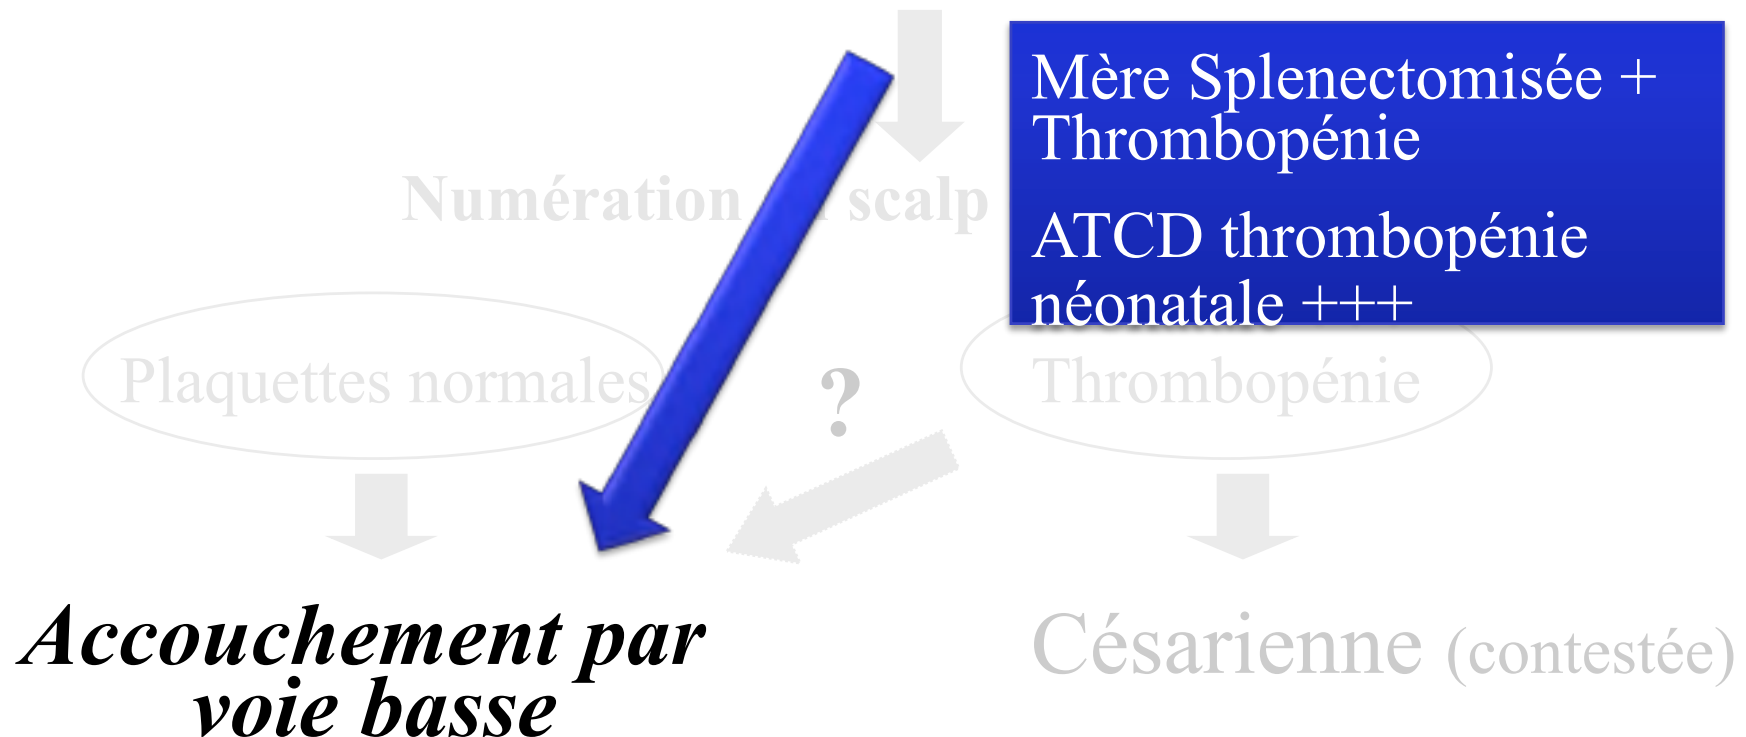 Mère Splenectomisée +
Thrombopénie
ATCD thrombopénie
néonatale +++
Numération scalp
Plaquettes normales
?
Thrombopénie
Accouchement par
voie basse
Césarienne (contestée)